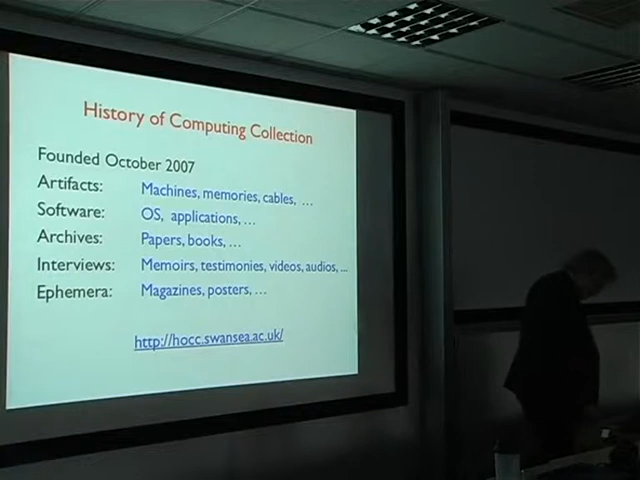 History of Computing Collection
Founded October 2007
Artifacts: Machines, memories, cables, ...
Software: OS, applications, ...
Archives: Papers, books, ...
Interviews: Memoirs, testimonies, videos, audios, ...
Ephemera: Magazines, posters, ...
http://hocc.swansea.ac.uk/